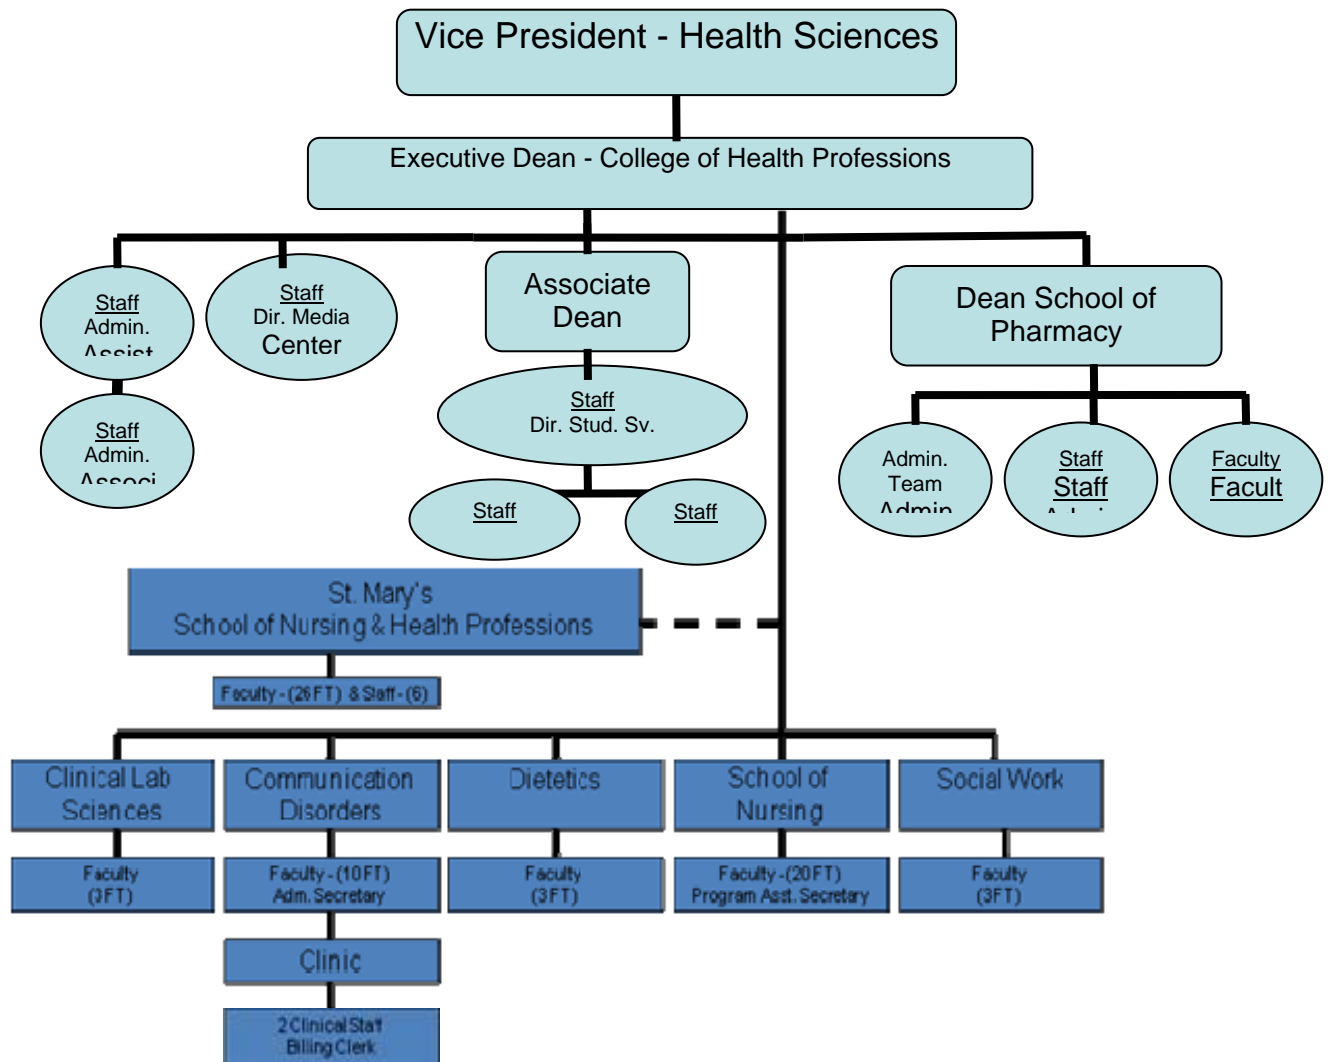 Vice President - Health Sciences
Executive Dean - College of Health Professions
Staff
Admin.
Assist
Staff
Admin.
Associ
Staff
Dir. Media
Center
Associate
Dean
Staff
Dir. Stud. Sv.
Staff
Staff
Dean School of
Pharmacy
Admin.
Team
Admin
Staff
Staff
Faculty
Facult
St. Mary's
School of Nursing & Health Professions
Faculty - (26 FT) & Staff - (6)
Clinical Lab
Sciences
Faculty
(3FT)
Communication
Disorders
Faculty - (10 FT)
Adm. Secretary
Clinic
2 Clinical Staff
Billing Clerk
Dietetics
Faculty
(3FT)
School of
Nursing
Faculty - (20FT)
Program Asst. Secretary
Social Work
Faculty
(3FT)